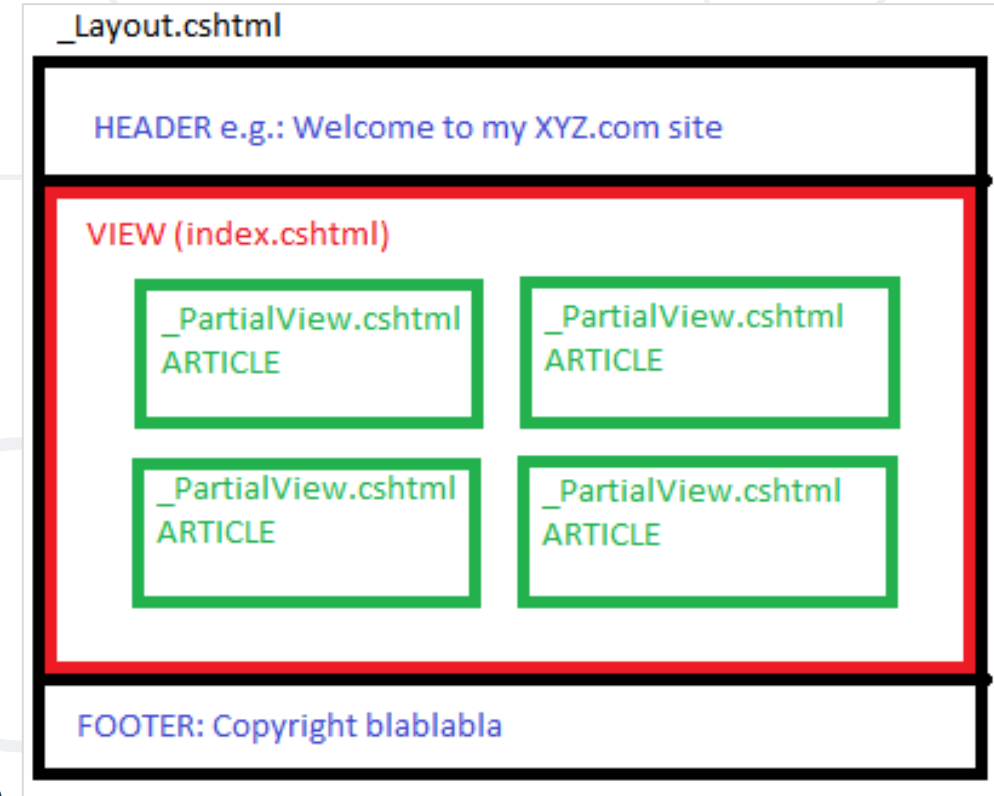 _Layout.cshtml
HEADER e.g.: Welcome to my XYZ.com site
VIEW (index.cshtml)
_PartialView.cshtml
ARTICLE
_PartialView.cshtml
ARTICLE
_PartialView.cshtml
ARTICLE
_PartialView.cshtml
ARTICLE
FOOTER: Copyright blablabla